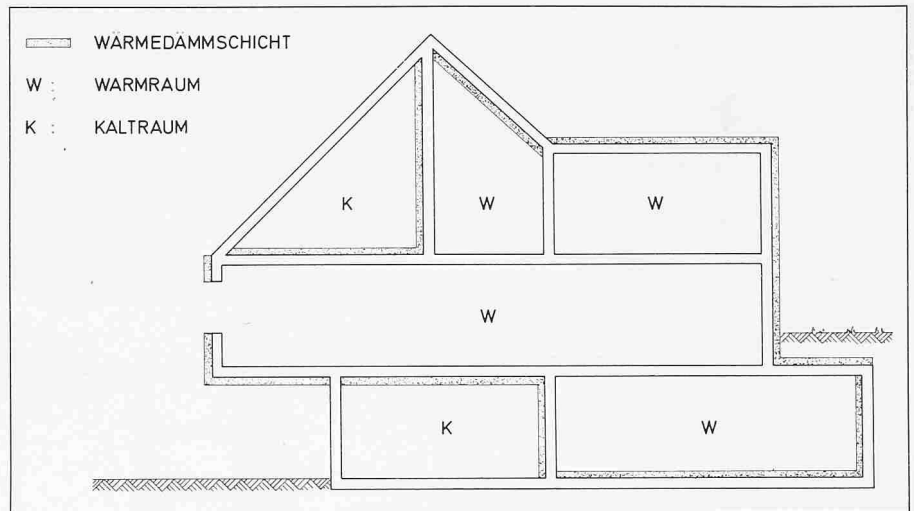 WÄRMEDÄMMSCHICHT
W : WARMRAUM
K : KALTRAUM
K W W
W
K W